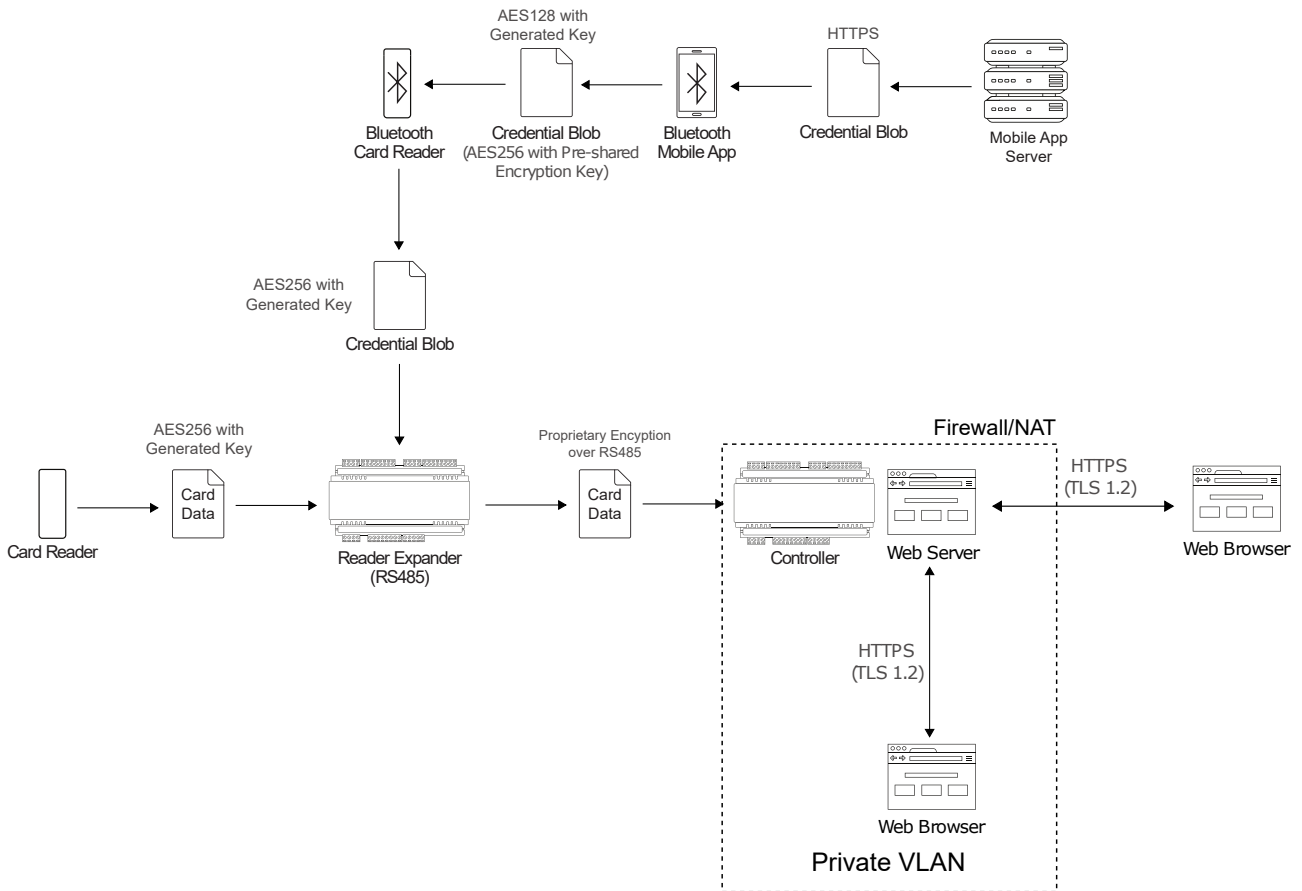 AES128 with
Generated Key
HTTPS
Bluetooth
Card Reader
Credential Blob
(AES256 with Pre-shared
Encryption Key)
Bluetooth
Mobile App
Credential Blob
Mobile App
Server
AES256 with
Generated Key
Credential Blob
AES256 with
Generated Key
Proprietary Encyption
over RS485
Firewall/NAT
HTTPS
(TLS 1.2)
Card
Data
Card
Data
Card Reader
Reader Expander
(RS485)
Controller
Web Server
Web Browser
HTTPS
(TLS 1.2)
Web Browser
Private VLAN